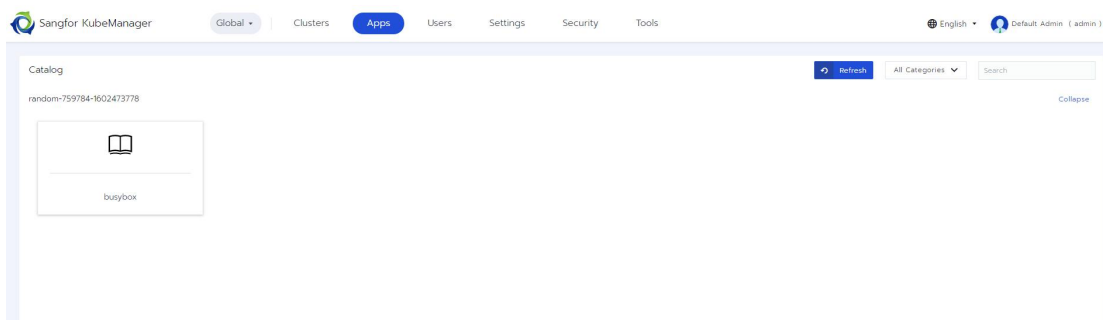 Sangfor KubeManager Global Clusters Apps Users Settings Security Tools English Default Admin ( admin )
Catalog Refresh All Categories Search
random-759784-1602473778 Collapse
busybox